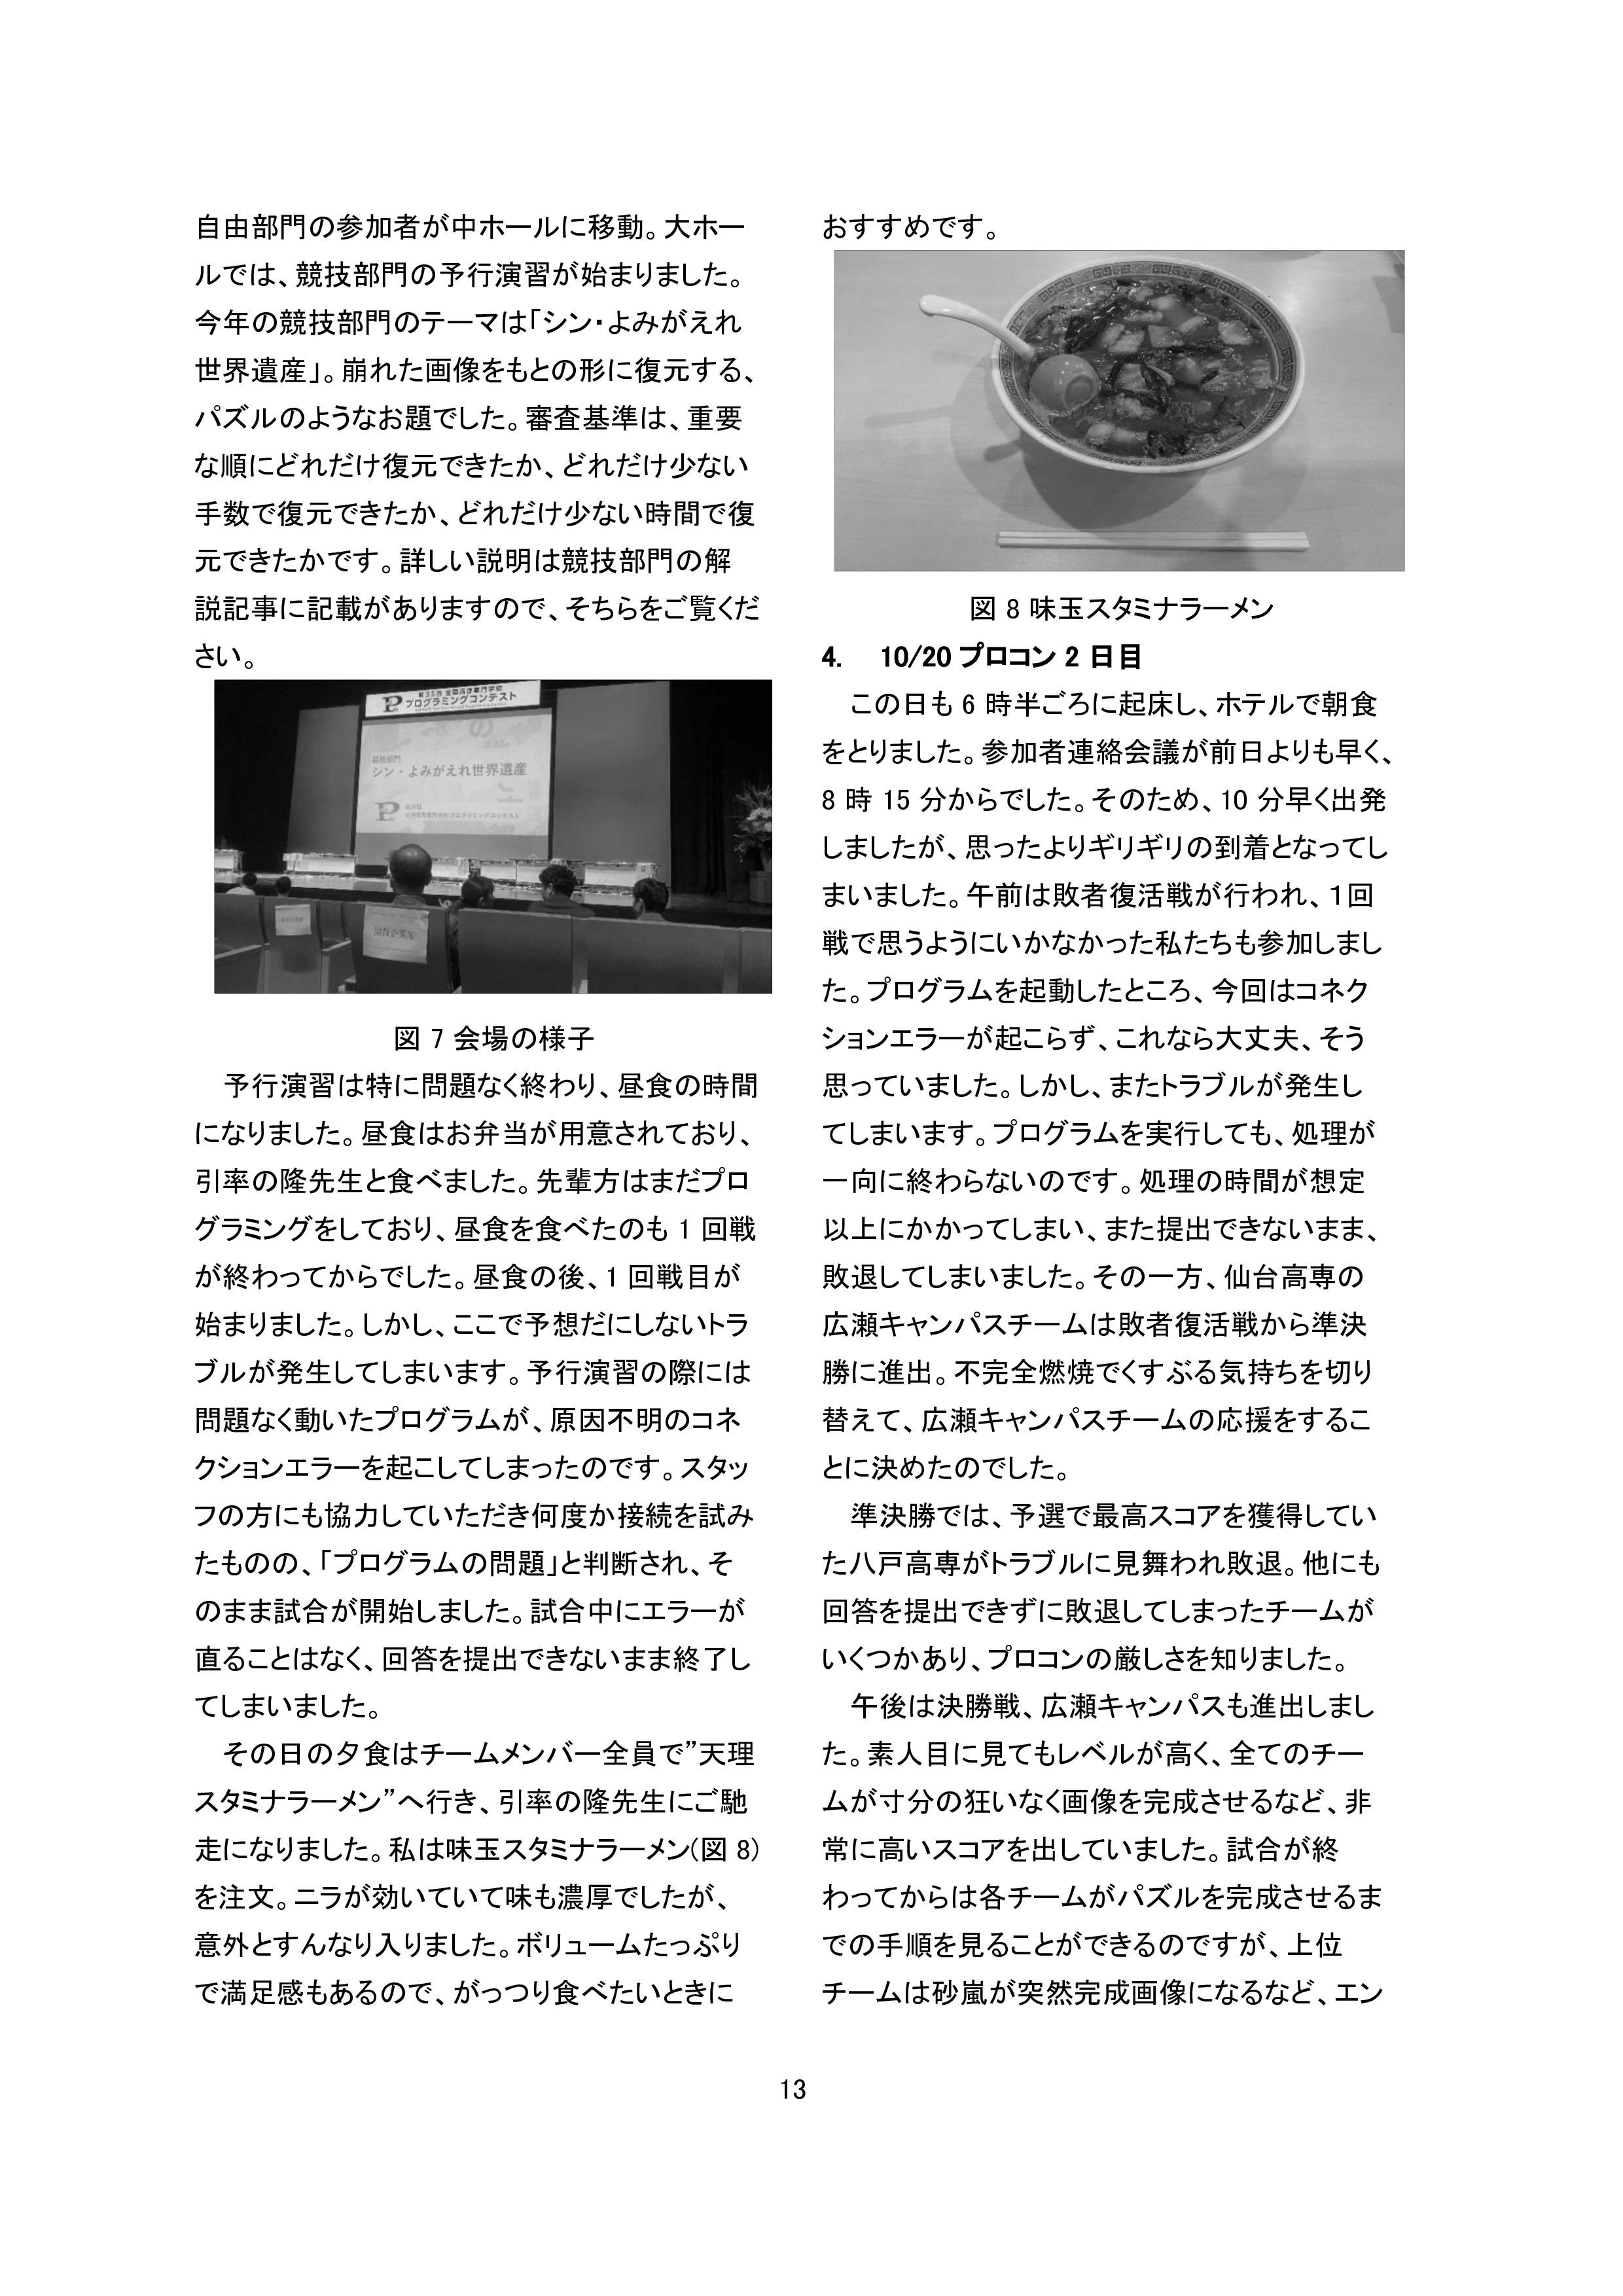 自由部門の参加者が中ホールに移動。大ホー
ルでは、競技部門の予行演習が始まりました。
今年の競技部門のテーマは「シン・よみがえれ
世界遺産」。崩れた画像をもとの形に復元する、
パズルのようなお題でした。審査基準は、重要
な順にどれだけ復元できたか、どれだけ少ない
手数で復元できたか、どれだけ少ない時間で復
元できたかです。詳しい説明は競技部門の解
説記事に記載がありますので、そちらをご覧くだ
さい。
第35回 全国高等専門学校
プログラミングコンテスト
競技部門
シン・よみがえれ世界遺産
全国高等専門学校プログラミングコンテスト
図 7 会場の様子
予行演習は特に問題なく終わり、昼食の時間
になりました。昼食はお弁当が用意されており、
引率の隆先生と食べました。先輩方はまだプロ
グラミングをしており、昼食を食べたのも 1 回戦
が終わってからでした。昼食の後、1 回戦目が
始まりました。しかし、ここで予想だにしないトラ
ブルが発生してしまいます。予行演習の際には
問題なく動いたプログラムが、原因不明のコネ
クションエラーを起こしてしまったのです。スタッ
フの方にも協力していただき何度か接続を試み
たものの、「プログラムの問題」と判断され、そ
のまま試合が開始しました。試合中にエラーが
直ることはなく、回答を提出できないまま終了し
てしまいました。
その日の夕食はチームメンバー全員で”天理
スタミナラーメン”へ行き、引率の隆先生にご馳
走になりました。私は味玉スタミナラーメン(図 8)
を注文。ニラが効いていて味も濃厚でしたが、
意外とすんなり入りました。ボリュームたっぷり
で満足感もあるので、がっつり食べたいときに
おすすめです。
図 8 味玉スタミナラーメン
4. 10/20 プロコン 2 日目
この日も 6 時半ごろに起床し、ホテルで朝食
をとりました。参加者連絡会議が前日よりも早く、
8 時 15 分からでした。そのため、10 分早く出発
しましたが、思ったよりギリギリの到着となってし
まいました。午前は敗者復活戦が行われ、1回
戦で思うようにいかなかった私たちも参加しまし
た。プログラムを起動したところ、今回はコネク
ションエラーが起こらず、これなら大丈夫、そう
思っていました。しかし、またトラブルが発生し
てしまいます。プログラムを実行しても、処理が
一向に終わらないのです。処理の時間が想定
以上にかかってしまい、また提出できないまま、
敗退してしまいました。その一方、仙台高専の
広瀬キャンパスチームは敗者復活戦から準決
勝に進出。不完全燃焼でくすぶる気持ちを切り
替えて、広瀬キャンパスチームの応援をするこ
とに決めたのでした。
準決勝では、予選で最高スコアを獲得してい
た八戸高専がトラブルに見舞われ敗退。他にも
回答を提出できずに敗退してしまったチームが
いくつかあり、プロコンの厳しさを知りました。
午後は決勝戦、広瀬キャンパスも進出しまし
た。素人目に見てもレベルが高く、全てのチー
ムが寸分の狂いなく画像を完成させるなど、非
常に高いスコアを出していました。試合が終
わってからは各チームがパズルを完成させるま
での手順を見ることができるのですが、上位
チームは砂嵐が突然完成画像になるなど、エン
13